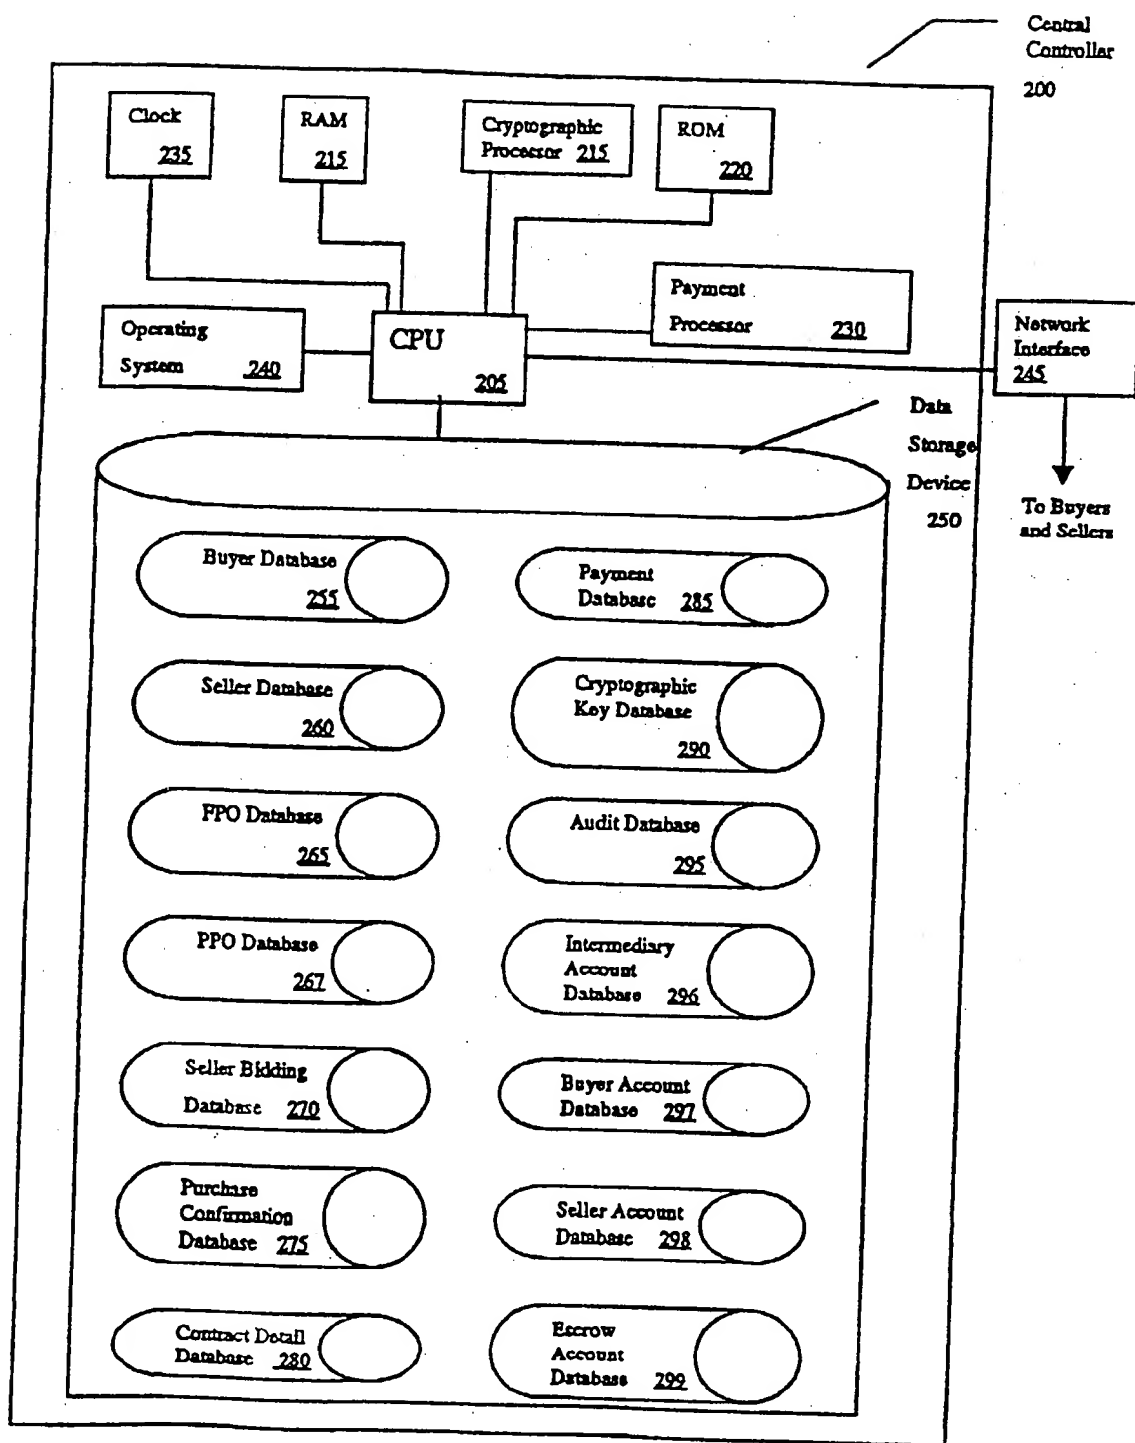 Central
Controller
200
Clock
235
RAM
215
Cryptographic
Processor 215
ROM
220
Payment
Processor 230
Operating
System 240
CPU
205
Network
Interface
245
Data
Storage
Device
250
To Buyers
and Sellers
Buyer Database
255
Payment
Database 285
Seller Database
260
Cryptographic
Key Database
290
FPO Database
265
Audit Database
295
PPO Database
267
Intermediary
Account
Database 296
Seller Bidding
Database 270
Buyer Account
Database 297
Purchase
Confirmation
Database 275
Seller Account
Database 298
Contract Detail
Database 280
Escrow
Account
Database 299